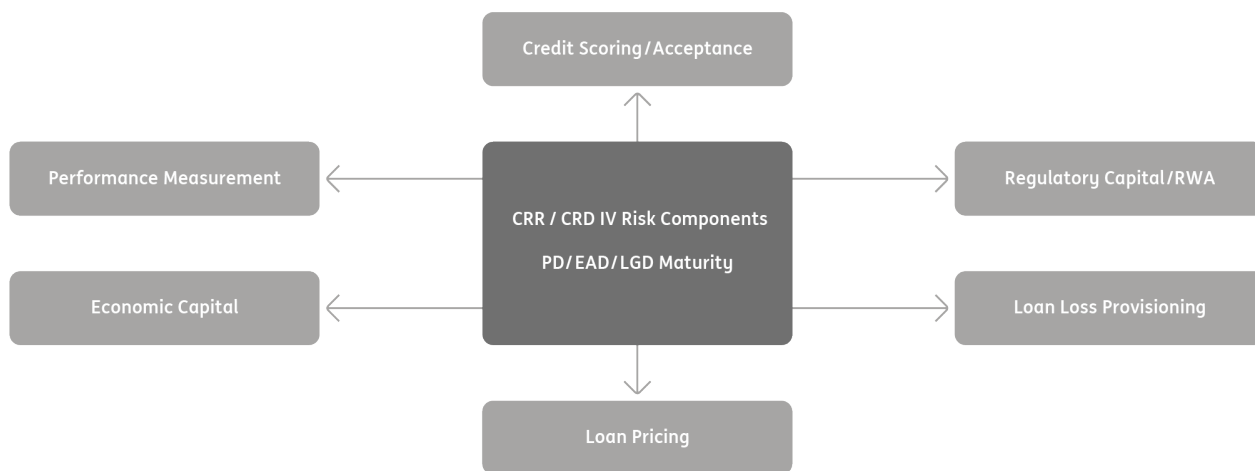 Credit Scoring/Acceptance
Performance Measurement
Regulatory Capital/RWA
CRR / CRD IV Risk Components
PD/EAD/LGD Maturity
Economic Capital
Loan Loss Provisioning
Loan Pricing